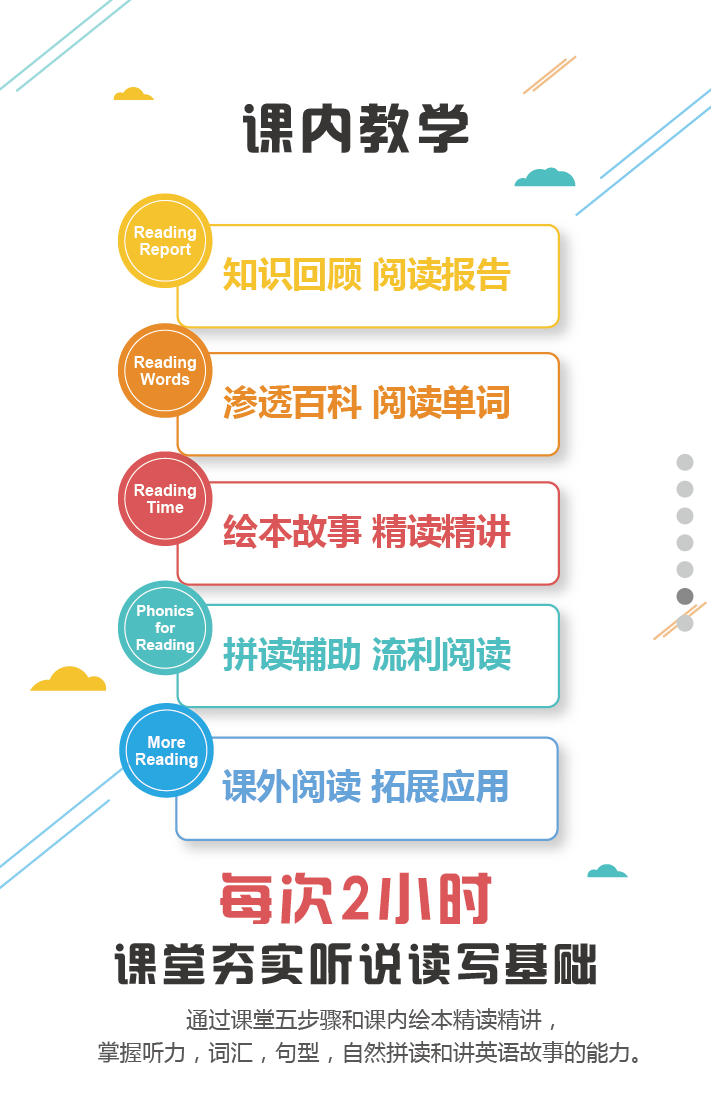 课内教学
Reading
Report
知识回顾 阅读报告
Reading
Words
渗透百科 阅读单词
Reading
Time
绘本故事 精读精讲
Phonics
for
Reading
拼读辅助 流利阅读
More
Reading
课外阅读 拓展应用
每次2小时
课堂夯实听说读写基础
通过课堂五步骤和课内绘本精读精讲，
掌握听力，词汇，句型，自然拼读和讲英语故事的能力。